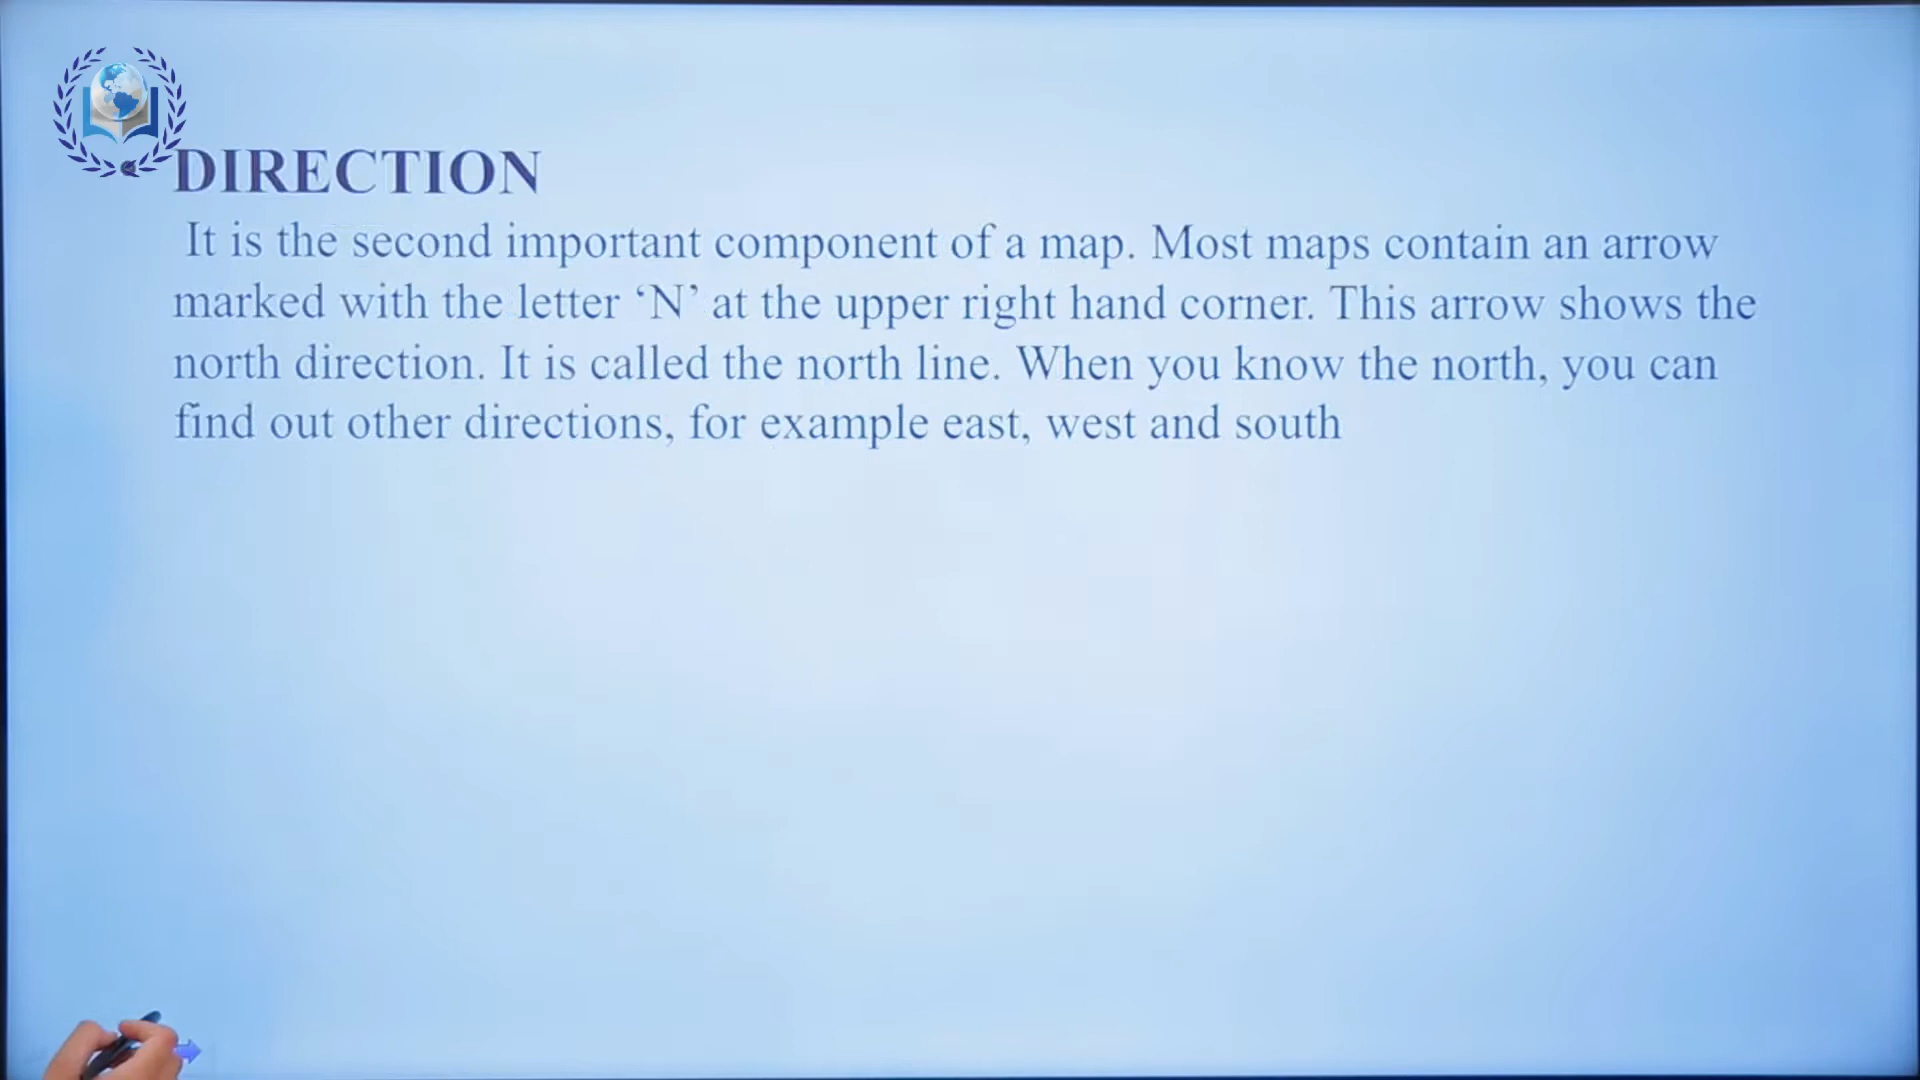 DIRECTION
It is the second important component of a map. Most maps contain an arrow
marked with the letter ‘N’ at the upper right hand corner. This arrow shows the
north direction. It is called the north line. When you know the north, you can
find out other directions, for example east, west and south